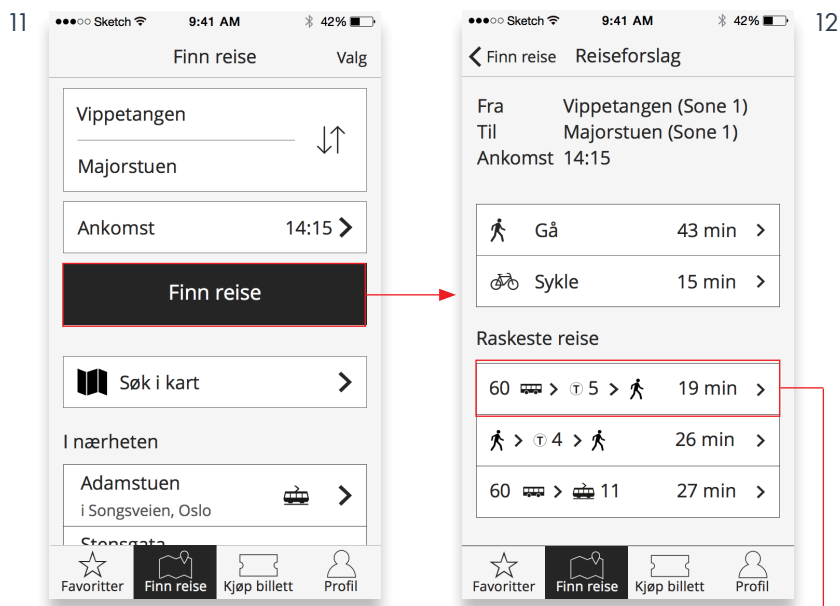 11
Sketch 9:41 AM 42%
Finn reise Valg
Vippetangen
Majorstuen
Ankomst 14:15
Finn reise
Søk i kart
I nærheten
Adamstuen
i Songsveien, Oslo
Stensgata
Favoritter Finn reise Kjøp billett Profil
12
Sketch 9:41 AM 42%
Finn reise Reiseforslag
Fra Vippetangen (Sone 1)
Til Majorstuen (Sone 1)
Ankomst 14:15
Gå 43 min
Sykle 15 min
Raskeste reise
60 > T 5 > 19 min
> T 4 > 26 min
60 > 11 27 min
Favoritter Finn reise Kjøp billett Profil